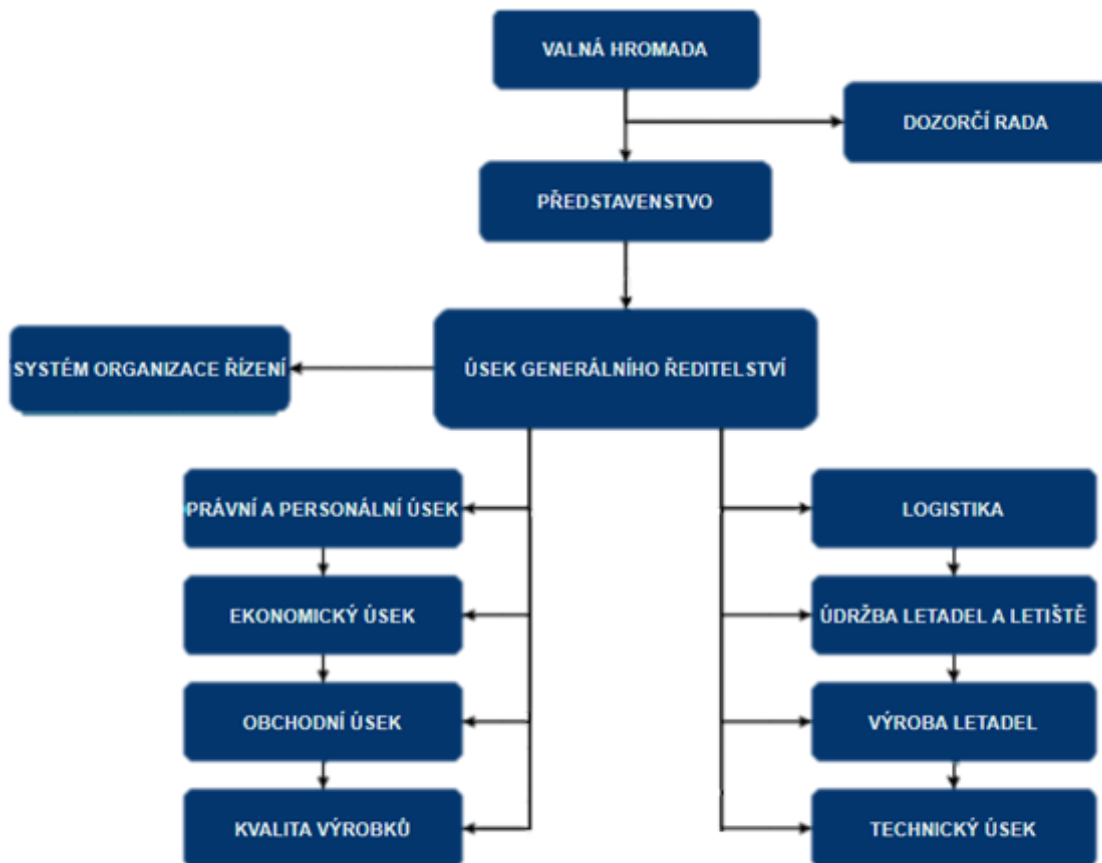 VALNÁ HROMADA
DOZORČÍ RADA
PŘEDSTAVENSTVO
SYSTÉM ORGANIZACE ŘÍZENÍ
ÚSEK GENERÁLNÍHO ŘEDITELSTVÍ
PRÁVNÍ A PERSONÁLNÍ ÚSEK
LOGISTIKA
EKONOMICKÝ ÚSEK
ÚDRŽBA LETADEL A LETIŠTĚ
OBCHODNÍ ÚSEK
VÝROBA LETADEL
KVALITA VÝROBKŮ
TECHNICKÝ ÚSEK